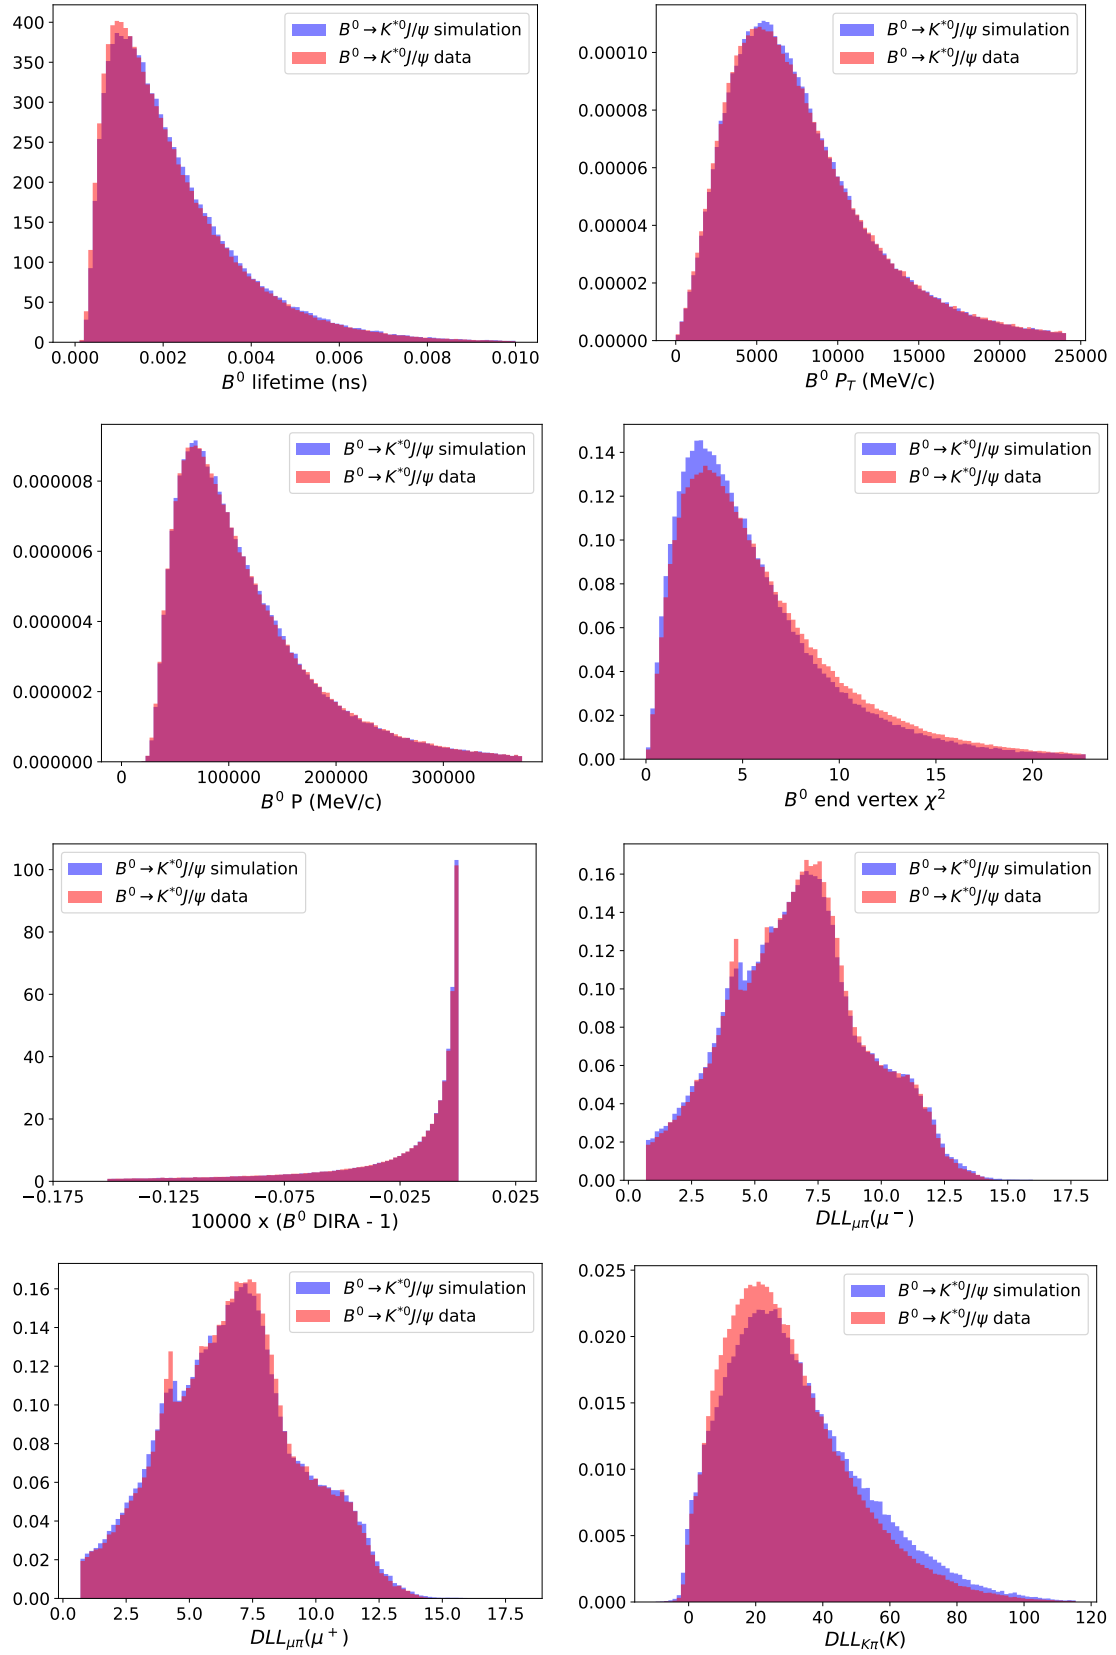 400
350
300
250
200
150
100
50
0
0.000 0.002 0.004 0.006 0.008 0.010
B⁰ lifetime (ns)
B⁰ → K*⁰J/ψ simulation
B⁰ → K*⁰J/ψ data
0.00010
0.00008
0.00006
0.00004
0.00002
0.00000
0 5000 10000 15000 20000 25000
B⁰ P_T (MeV/c)
B⁰ → K*⁰J/ψ simulation
B⁰ → K*⁰J/ψ data
0.000008
0.000006
0.000004
0.000002
0.000000
0 100000 200000 300000
B⁰ P (MeV/c)
B⁰ → K*⁰J/ψ simulation
B⁰ → K*⁰J/ψ data
0.14
0.12
0.10
0.08
0.06
0.04
0.02
0.00
0 5 10 15 20
B⁰ end vertex χ²
B⁰ → K*⁰J/ψ simulation
B⁰ → K*⁰J/ψ data
100
80
60
40
20
0
−0.175 −0.125 −0.075 −0.025 0.025
10000 x (B⁰ DIRA - 1)
B⁰ → K*⁰J/ψ simulation
B⁰ → K*⁰J/ψ data
0.16
0.14
0.12
0.10
0.08
0.06
0.04
0.02
0.00
0.0 2.5 5.0 7.5 10.0 12.5 15.0 17.5
DLL_μπ(μ⁻)
B⁰ → K*⁰J/ψ simulation
B⁰ → K*⁰J/ψ data
0.16
0.14
0.12
0.10
0.08
0.06
0.04
0.02
0.00
0.0 2.5 5.0 7.5 10.0 12.5 15.0 17.5
DLL_μπ(μ⁺)
B⁰ → K*⁰J/ψ simulation
B⁰ → K*⁰J/ψ data
0.025
0.020
0.015
0.010
0.005
0.000
0 20 40 60 80 100 120
DLL_Kπ(K)
B⁰ → K*⁰J/ψ simulation
B⁰ → K*⁰J/ψ data